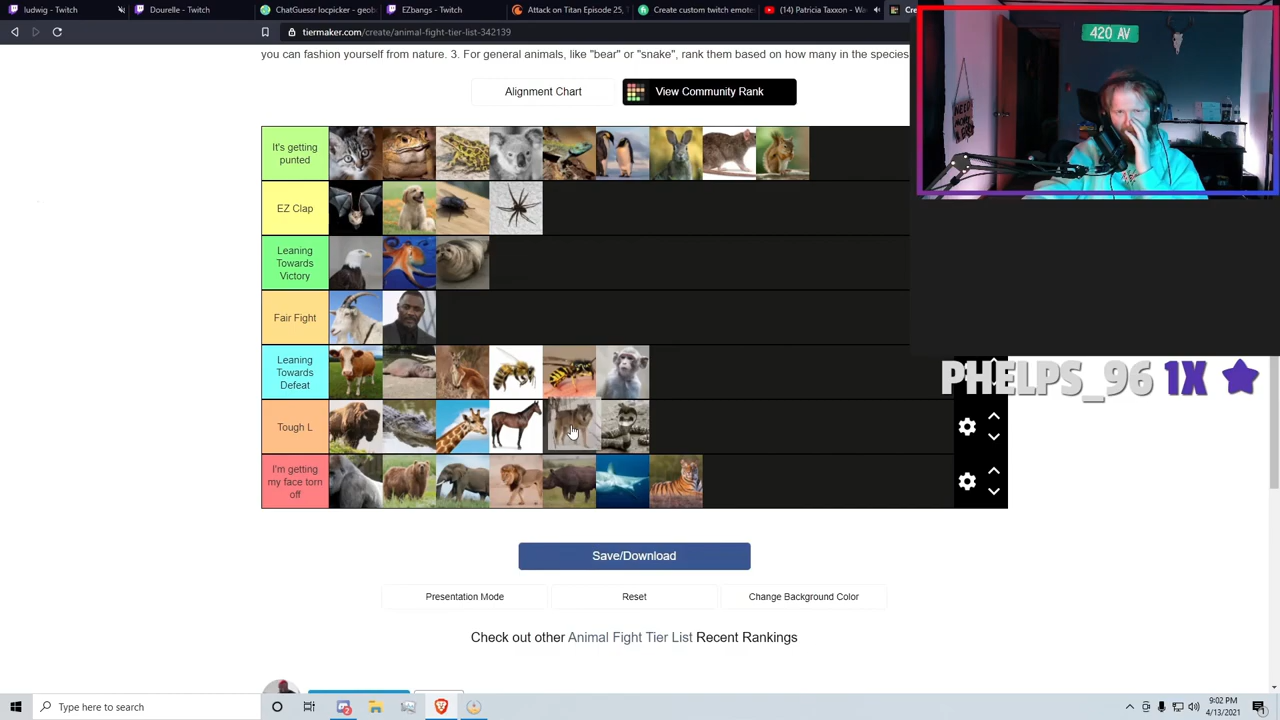 ludwig - Twitch
Dourelle - Twitch
ChatGuess locpicker - geob
EZbangs - Twitch
Attack on Titan Episode 25,
Create custom twitch emote
(14) Patricia Taxxon - Wa
Cre
tiermaker.com/create/animal-fight-tier-list-342139
you can fashion yourself from nature. 3. For general animals, like "bear" or "snake", rank them based on how many in the species
Alignment Chart
View Community Rank
420 AV
It's getting
punted
EZ Clap
Leaning
Towards
Victory
Fair Fight
Leaning
Towards
Defeat
PHELPS_96 1X
Tough L
I'm getting
my face torn
off
Save/Download
Presentation Mode
Reset
Change Background Color
Check out other Animal Fight Tier List Recent Rankings
Type here to search
2
9:02 PM
4/13/2021
1